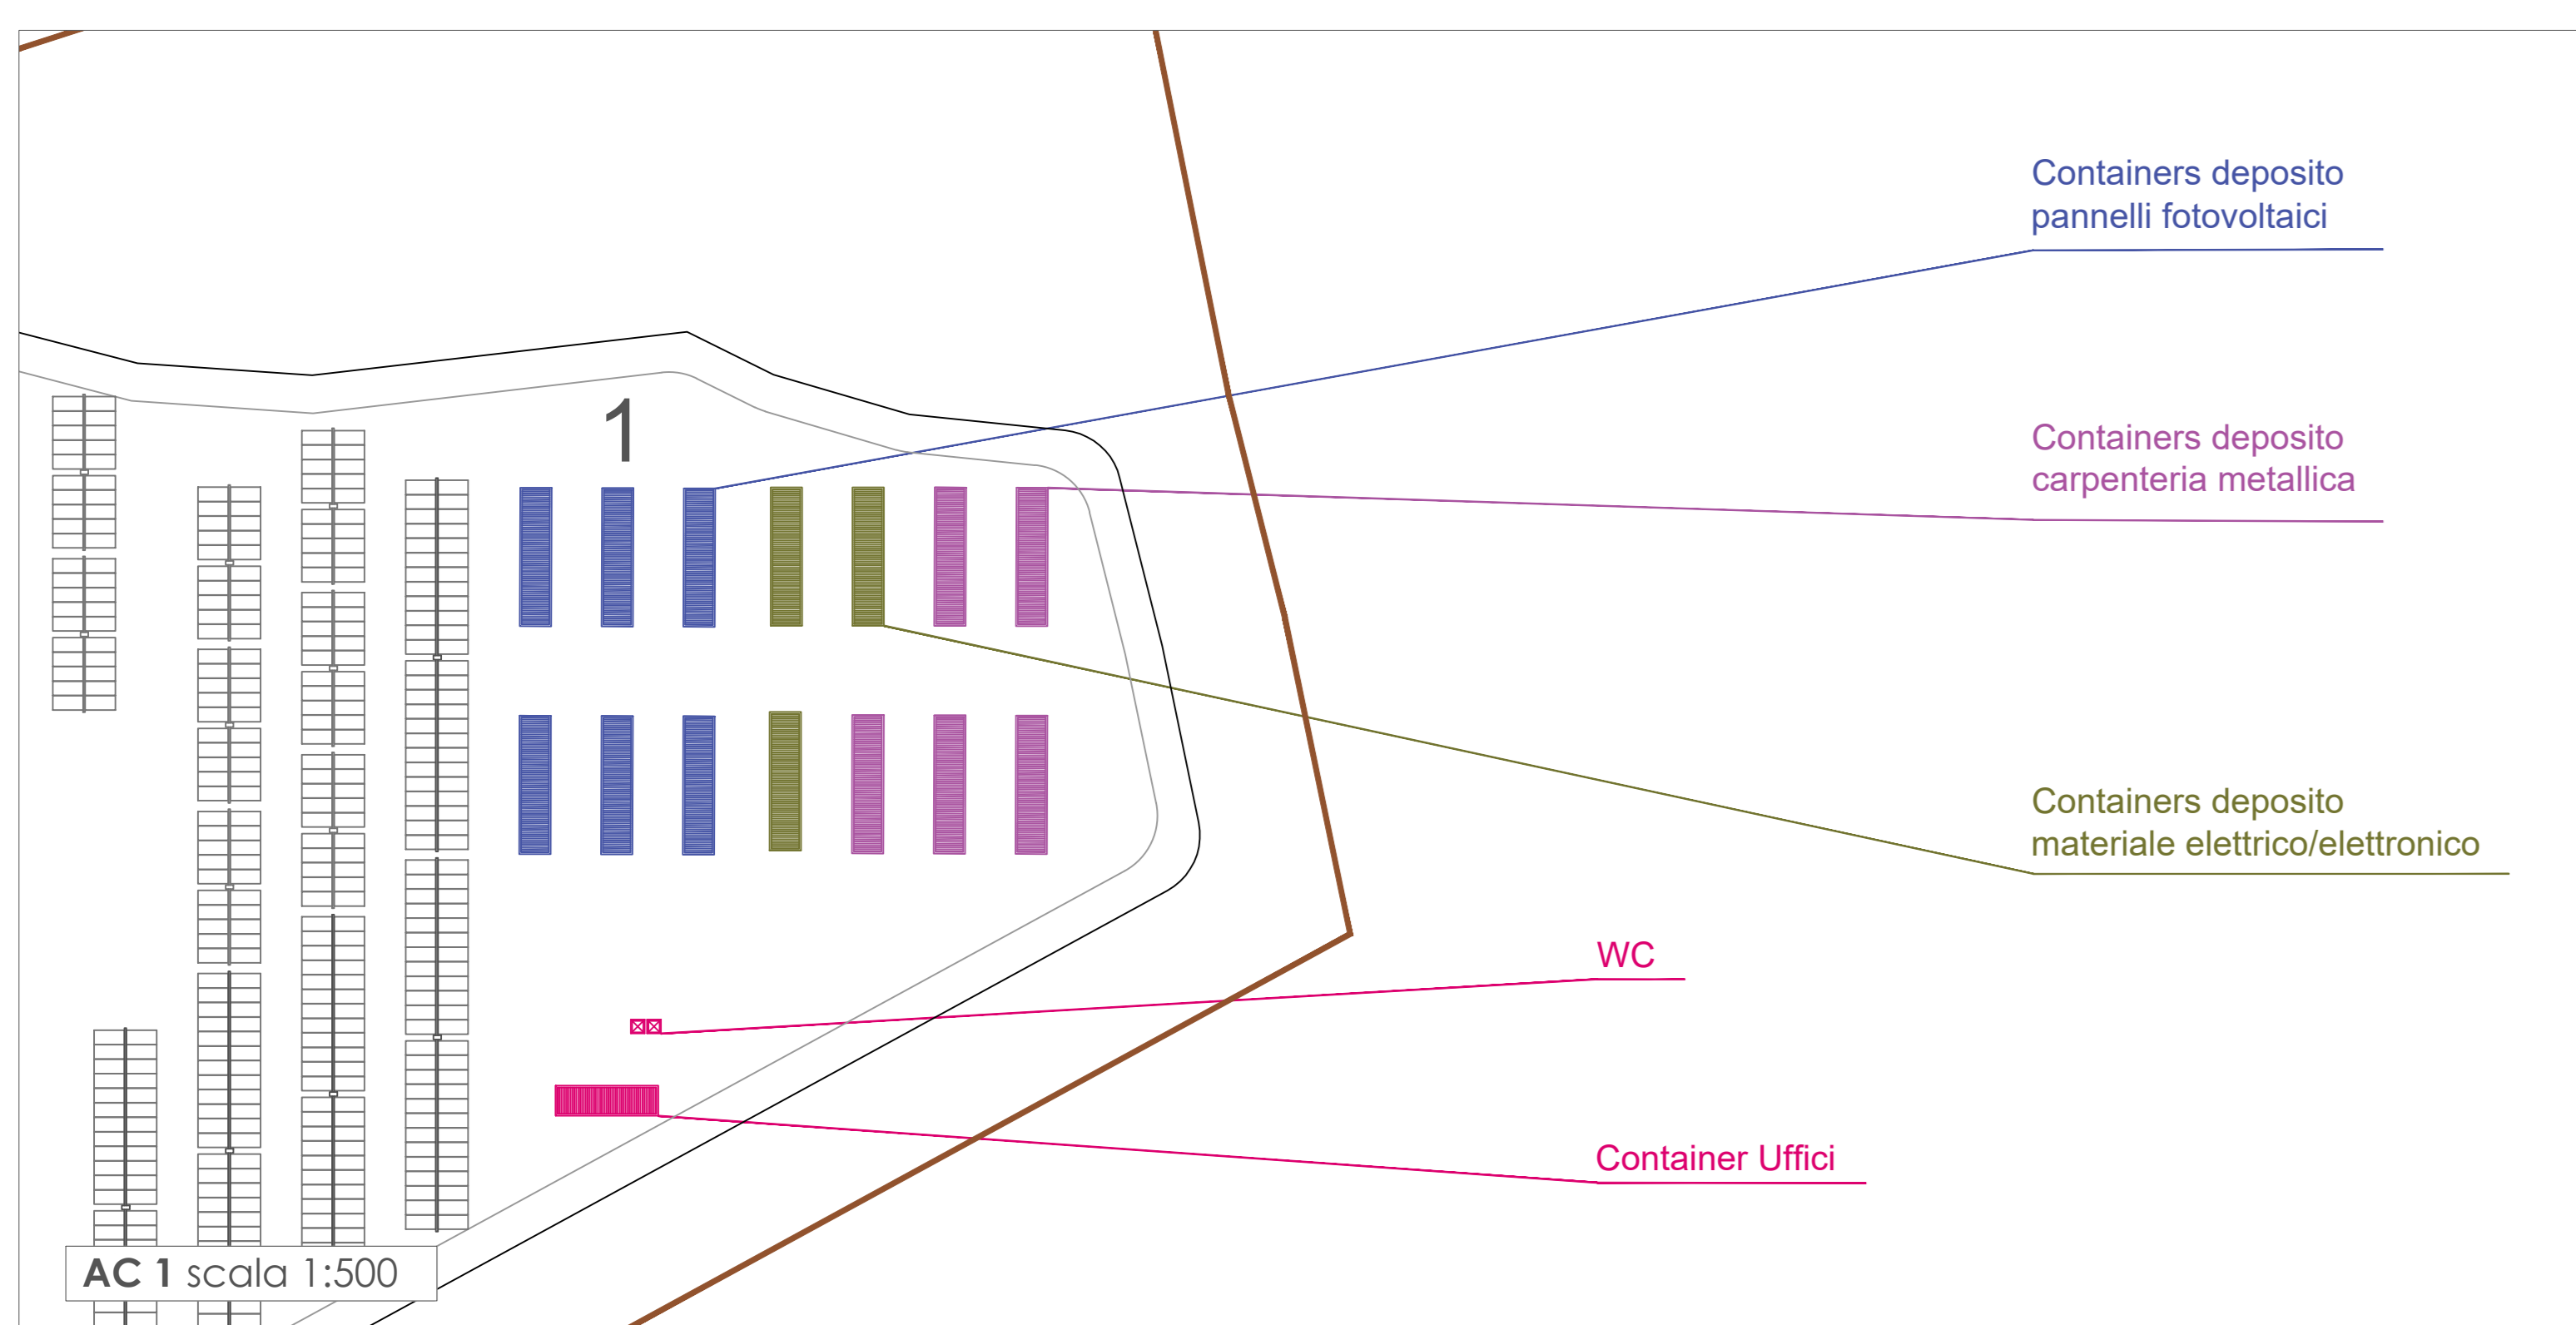 Containers deposito
pannelli fotovoltaici
1
Containers deposito
carpenteria metallica
Containers deposito
materiale elettrico/elettronico
WC
Container Uffici
AC 1 scala 1:500